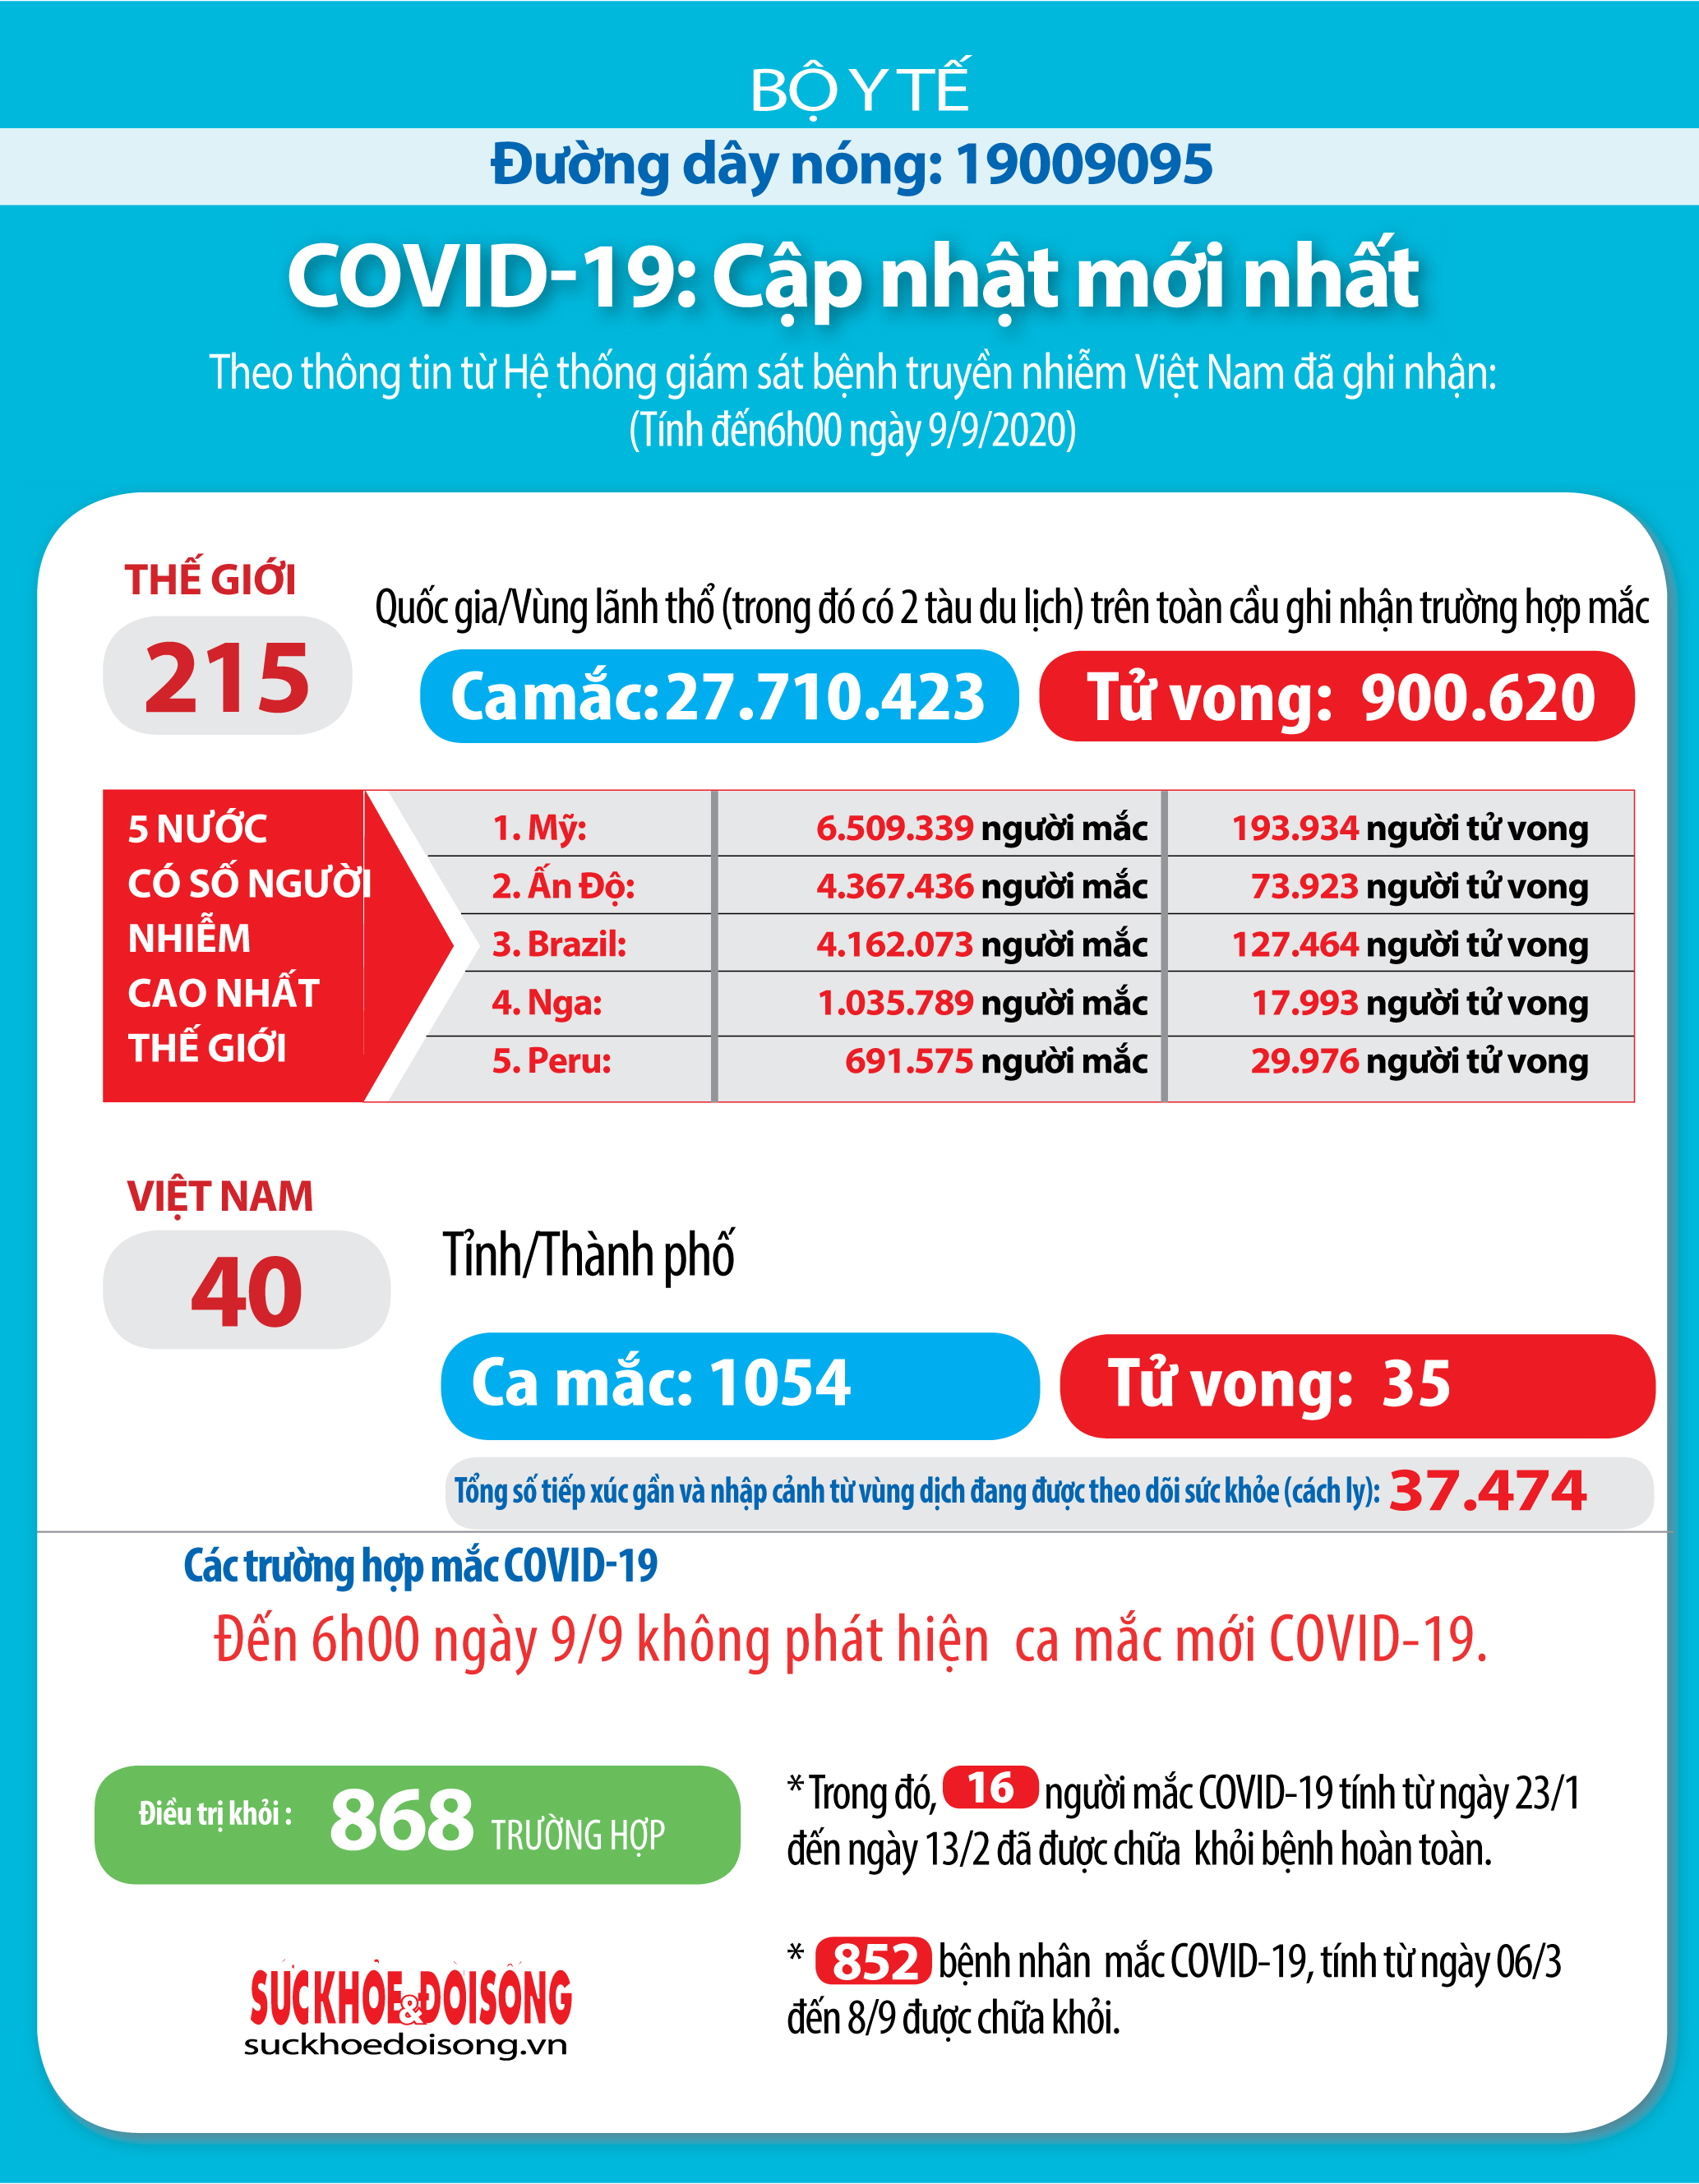 BỘ Y TẾ
Đường dây nóng: 19009095
COVID-19: Cập nhật mới nhất
Theo thông tin từ Hệ thống giám sát bệnh truyền nhiễm Việt Nam đã ghi nhận:
(Tính đến6h00 ngày 9/9/2020)
THẾ GIỚI
215
Quốc gia/Vùng lãnh thổ (trong đó có 2 tàu du lịch) trên toàn cầu ghi nhận trường hợp mắc
Ca mắc: 27.710.423
Tử vong: 900.620
5 NƯỚC
CÓ SỐ NGƯỜI
NHIỄM
CAO NHẤT
THẾ GIỚI
1. Mỹ: 6.509.339 người mắc 193.934 người tử vong
2. Ấn Độ: 4.367.436 người mắc 73.923 người tử vong
3. Brazil: 4.162.073 người mắc 127.464 người tử vong
4. Nga: 1.035.789 người mắc 17.993 người tử vong
5. Peru: 691.575 người mắc 29.976 người tử vong
VIỆT NAM
40
Tỉnh/Thành phố
Ca mắc: 1054
Tử vong: 35
Tổng số tiếp xúc gần và nhập cảnh từ vùng dịch đang được theo dõi sức khỏe (cách ly): 37.474
Các trường hợp mắc COVID-19
Đến 6h00 ngày 9/9 không phát hiện ca mắc mới COVID-19.
Điều trị khỏi : 868 TRƯỜNG HỢP
* Trong đó, 16 người mắc COVID-19 tính từ ngày 23/1
đến ngày 13/2 đã được chữa khỏi bệnh hoàn toàn.
* 852 bệnh nhân mắc COVID-19, tính từ ngày 06/3
đến 8/9 được chữa khỏi.
SỨC KHỎE & ĐỜI SỐNG
suckhoedoisong.vn